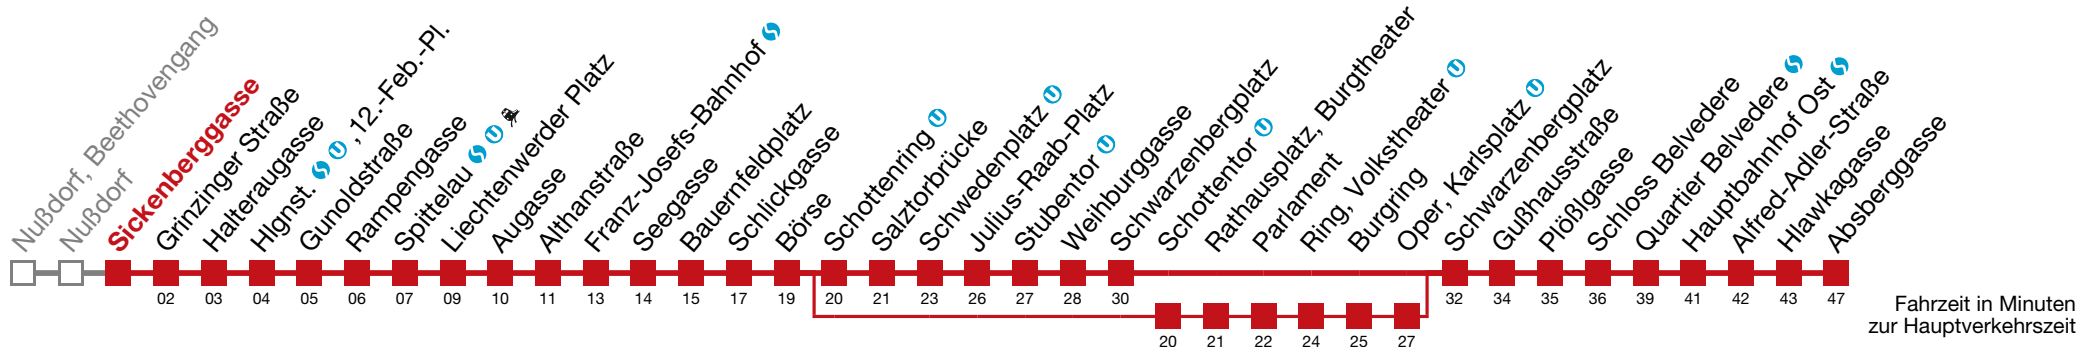 Nußdorf, Beethovengang
Nußdorf
Sickenberggasse
Grinzinger Straße
Halteraugasse
Hlgnst. S U , 12.-Feb.-Pl.
Gunoldstraße
Rampengasse
Spittelau S U
Liechtenwerder Platz
Augasse
Althanstraße
Franz-Josefs-Bahnhof S
Seegasse
Bauernfeldplatz
Schlickgasse
Börse
Schottenring U
Salztorbrücke
Schwedenplatz U
Julius-Raab-Platz
Stubentor U
Weihburggasse
Schwarzenbergplatz
Schottentor U
Rathausplatz, Burgtheater
Parlament
Ring, Volkstheater U
Burgring
Oper, Karlsplatz U
Schwarzenbergplatz
Gußhausstraße
Plößlgasse
Schloss Belvedere
Quartier Belvedere S
Hauptbahnhof Ost S
Alfred-Adler-Straße
Hlawkagasse
Absberggasse
02 03 04 05 06 07 09 10 11 13 14 15 17 19 20 21 23 26 27 28 30 32 34 35 36 39 41 42 43 47
20 21 22 24 25 27
Fahrzeit in Minuten
zur Hauptverkehrszeit